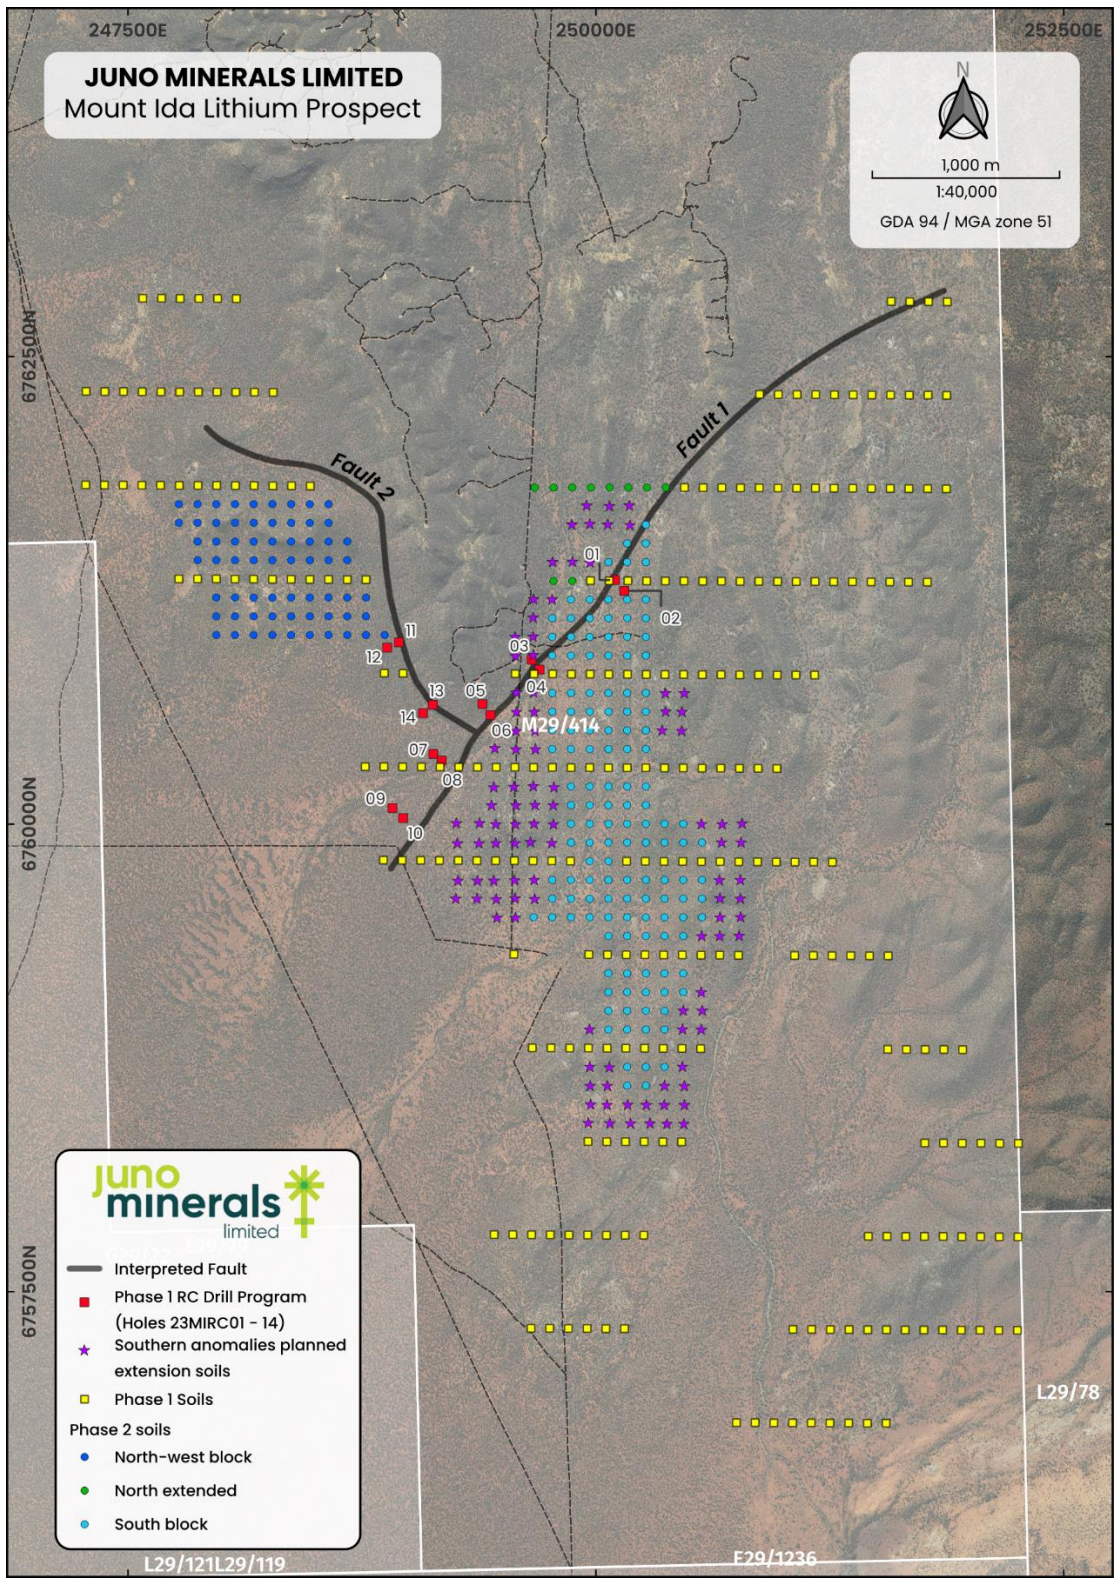 247500E
250000E
252500E
JUNO MINERALS LIMITED
Mount Ida Lithium Prospect
N
1,000 m
1:40,000
GDA 94 / MGA zone 51
6762500N
Fault 1
Fault 2
01
02
11
12
03
04
13
05
14
06
M29/414
07
08
09
10
6760000N
6757500N
juno
minerals
limited
Interpreted Fault
Phase 1 RC Drill Program
(Holes 23MIRC01 - 14)
Southern anomalies planned
extension soils
Phase 1 Soils
Phase 2 soils
North-west block
North extended
South block
L29/78
L29/121L29/119
E29/1236